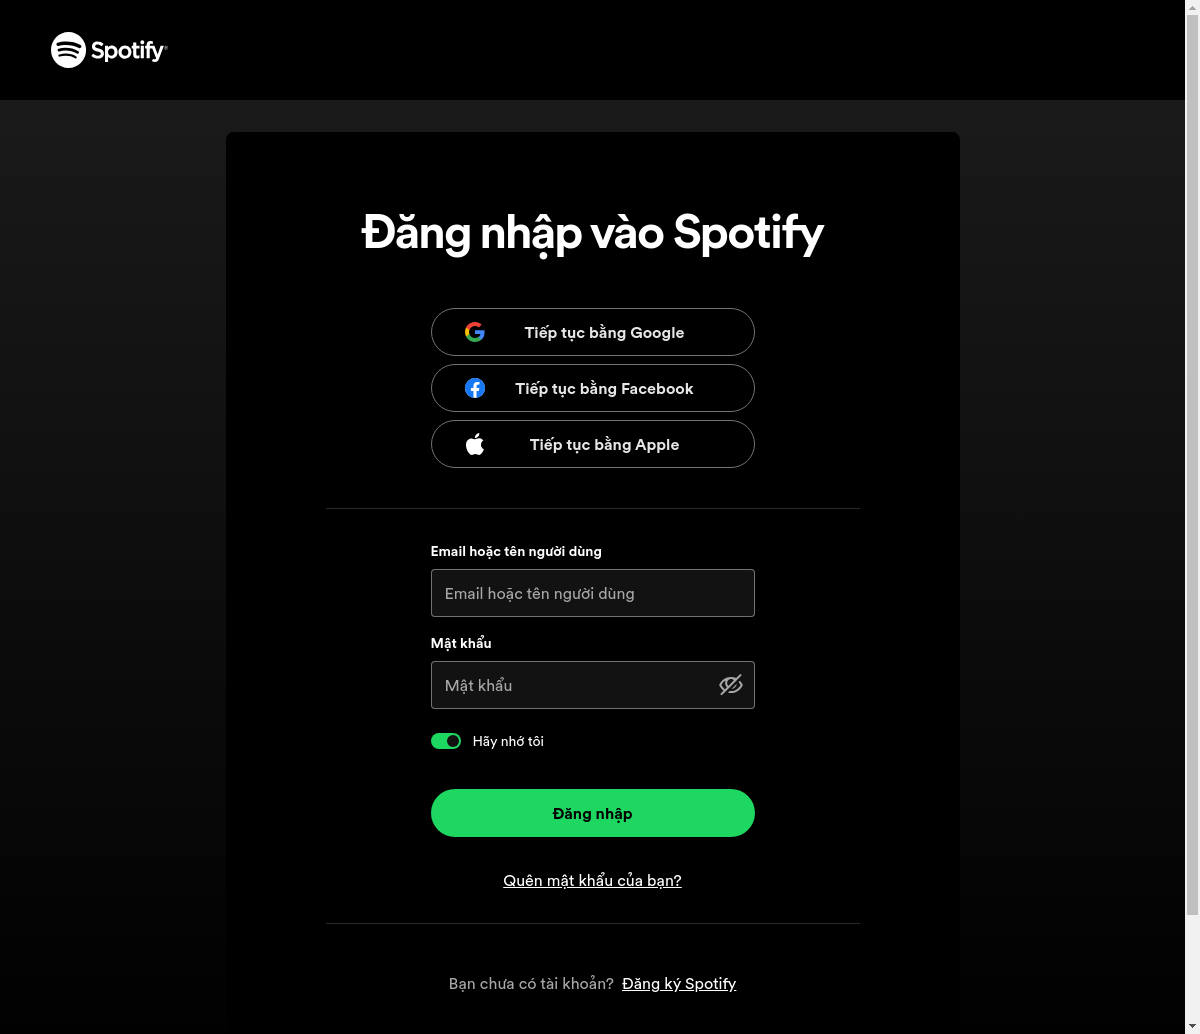 Spotify
Đăng nhập vào Spotify
Tiếp tục bằng Google
Tiếp tục bằng Facebook
Tiếp tục bằng Apple
Email hoặc tên người dùng
Email hoặc tên người dùng
Mật khẩu
Mật khẩu
Hãy nhớ tôi
Đăng nhập
Quên mật khẩu của bạn?
Bạn chưa có tài khoản? Đăng ký Spotify